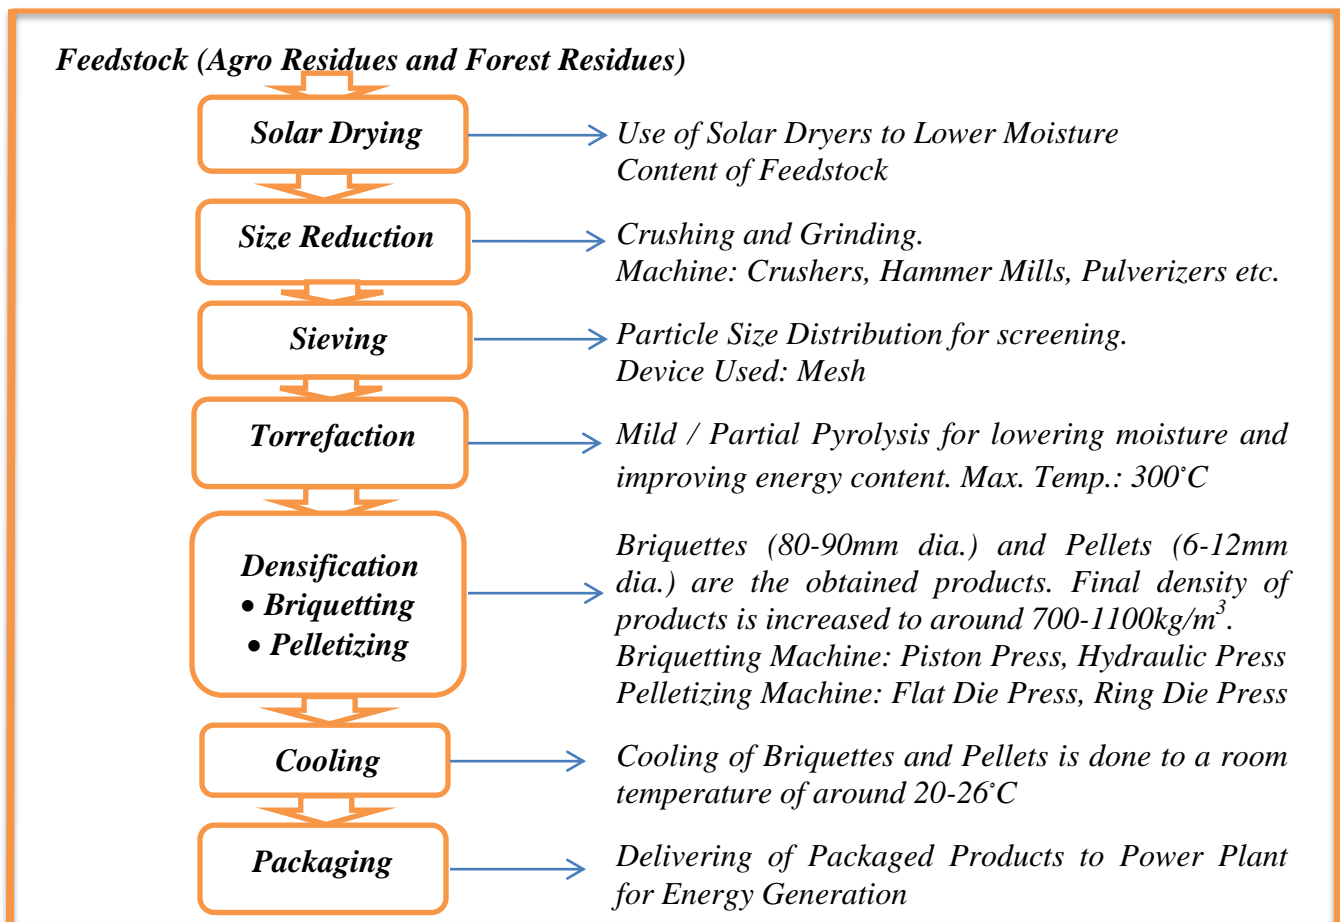 Feedstock (Agro Residues and Forest Residues)
Solar Drying
Use of Solar Dryers to Lower Moisture
Content of Feedstock
Size Reduction
Crushing and Grinding.
Machine: Crushers, Hammer Mills, Pulverizers etc.
Sieving
Particle Size Distribution for screening.
Device Used: Mesh
Torrefaction
Mild / Partial Pyrolysis for lowering moisture and
improving energy content. Max. Temp.: 300˚C
Densification
• Briquetting
• Pelletizing
Briquettes (80-90mm dia.) and Pellets (6-12mm
dia.) are the obtained products. Final density of
products is increased to around 700-1100kg/m³.
Briquetting Machine: Piston Press, Hydraulic Press
Pelletizing Machine: Flat Die Press, Ring Die Press
Cooling
Cooling of Briquettes and Pellets is done to a room
temperature of around 20-26˚C
Packaging
Delivering of Packaged Products to Power Plant
for Energy Generation